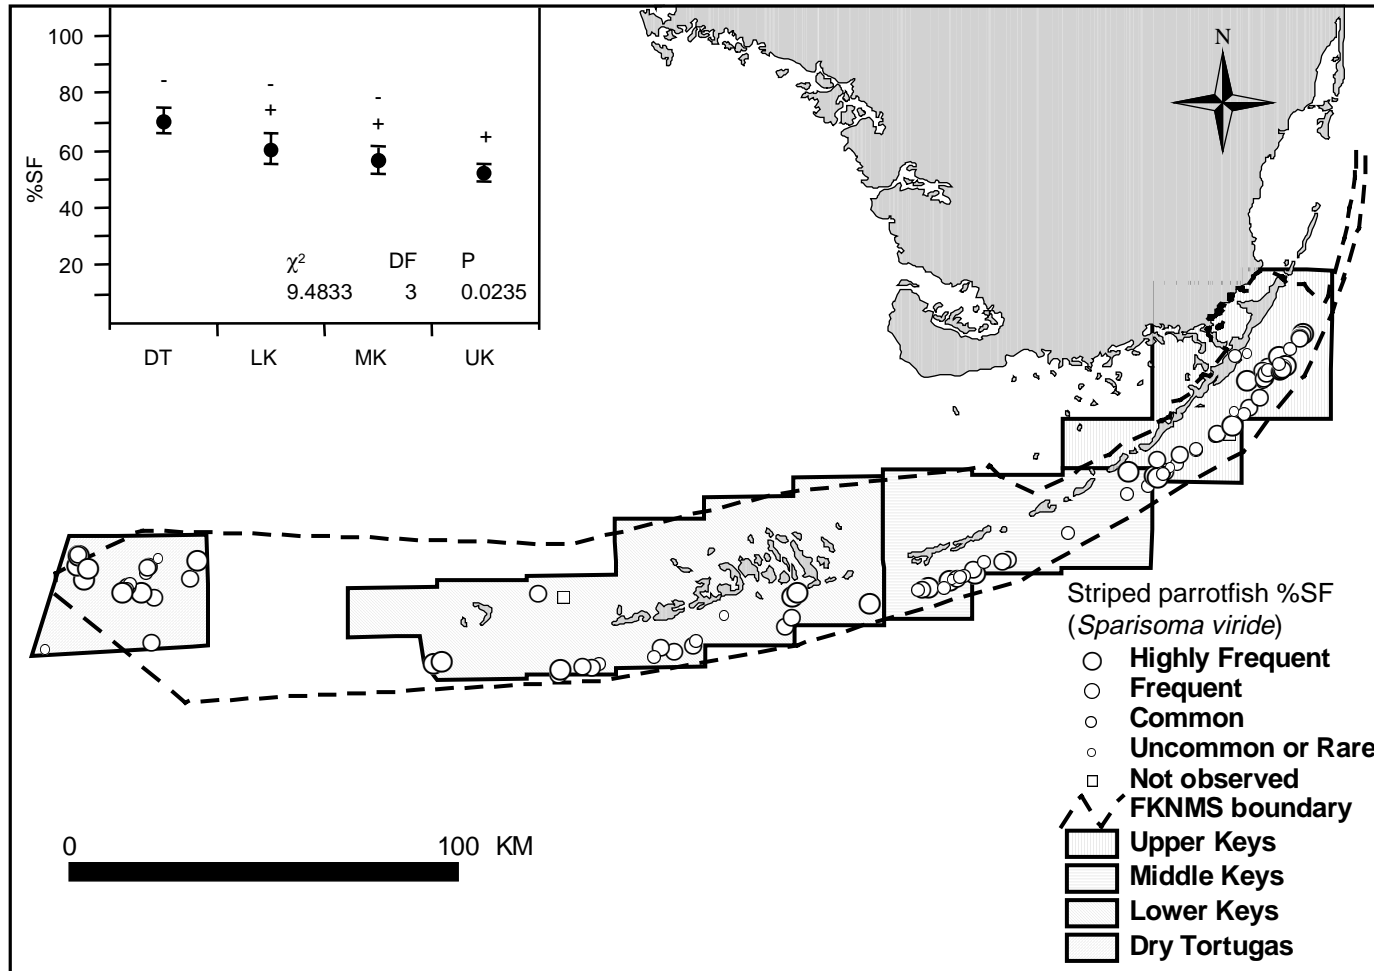 100
80
60
40
20
%SF
-
-
+
-
+
+
χ² DF P
9.4833 3 0.0235
DT LK MK UK
N
Striped parrotfish %SF
(Sparisoma viride)
Highly Frequent
Frequent
Common
Uncommon or Rare
Not observed
FKNMS boundary
Upper Keys
Middle Keys
Lower Keys
Dry Tortugas
0 100 KM